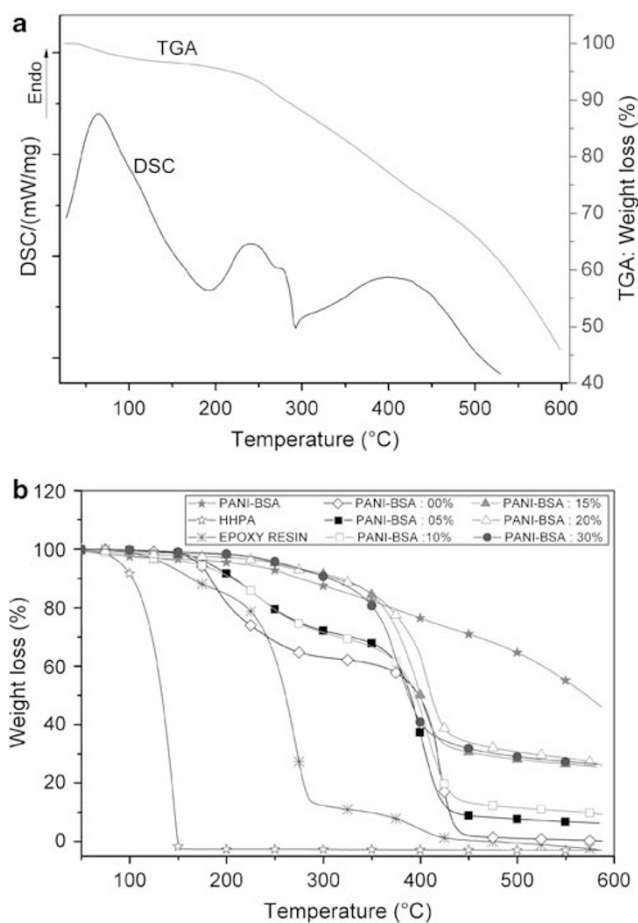 a
TGA
DSC
Endo
DSC/(mW/mg)
100
90
80
70
60
50
40
TGA: Weight loss (%)
100 200 300 400 500 600
Temperature (°C)
b
120
100
80
60
40
20
0
Weight loss (%)
PANI-BSA PANI-BSA : 00% PANI-BSA : 15%
HHPA PANI-BSA : 05% PANI-BSA : 20%
EPOXY RESIN PANI-BSA : 10% PANI-BSA : 30%
100 200 300 400 500 600
Temperature (°C)